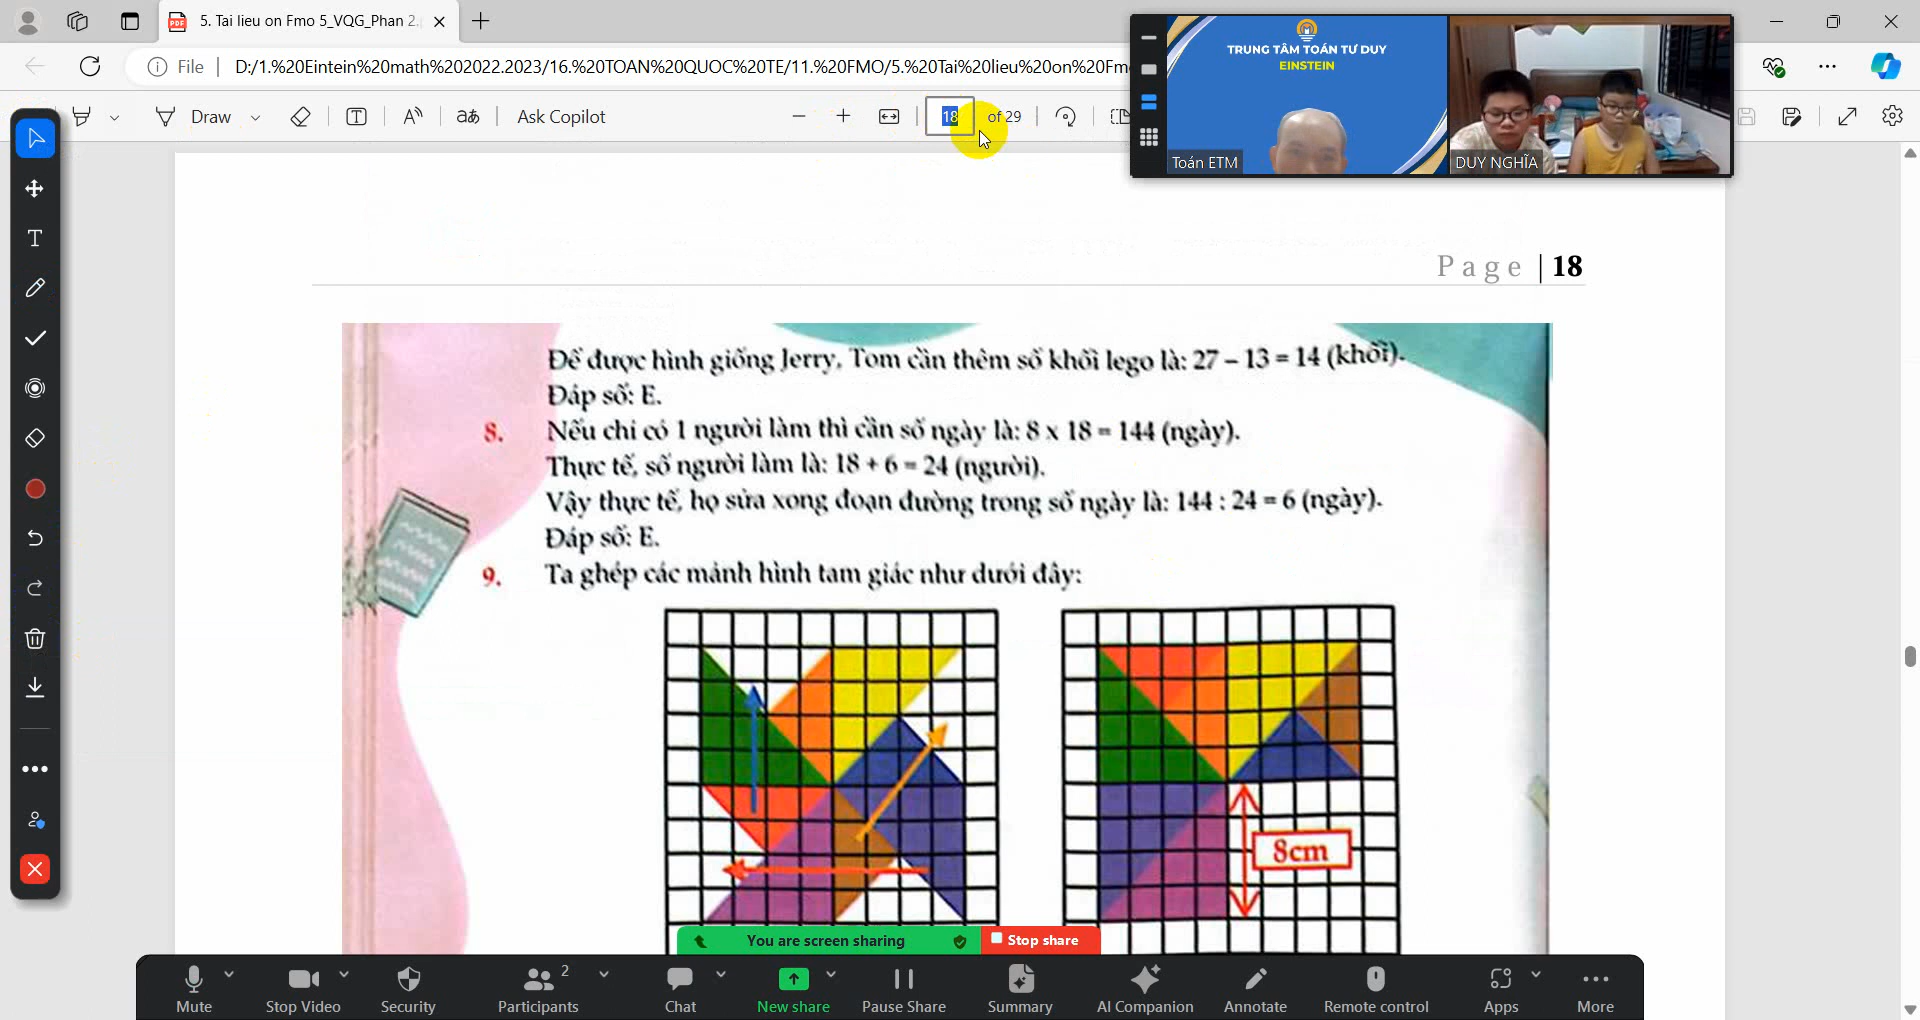 5. Tai lieu on Fmo 5_VQG_Phan 2.
File
D:/1.%20Eintein%20math%202022.2023/16.%20TOAN%20QUOC%20TE/11.%20FMO/5.%20Tai%20lieu%20on%20Fm
Draw
Ask Copilot
18 of 29
TRUNG TÂM TOÁN TƯ DUY
EINSTEIN
Toán ETM
DUY NGHĨA
Page | 18
Để được hình giống Jerry, Tom cần thêm số khối lego là: 27 – 13 = 14 (khối).
Đáp số: E.
8. Nếu chỉ có 1 người làm thì cần số ngày là: 8 x 18 = 144 (ngày).
Thực tế, số người làm là: 18 + 6 = 24 (người).
Vậy thực tế, họ sửa xong đoạn đường trong số ngày là: 144 : 24 = 6 (ngày).
Đáp số: E.
9. Ta ghép các mảnh hình tam giác như dưới đây:
8cm
You are screen sharing
Stop share
Mute
Stop Video
Security
Participants
2
Chat
New share
Pause Share
Summary
AI Companion
Annotate
Remote control
Apps
More